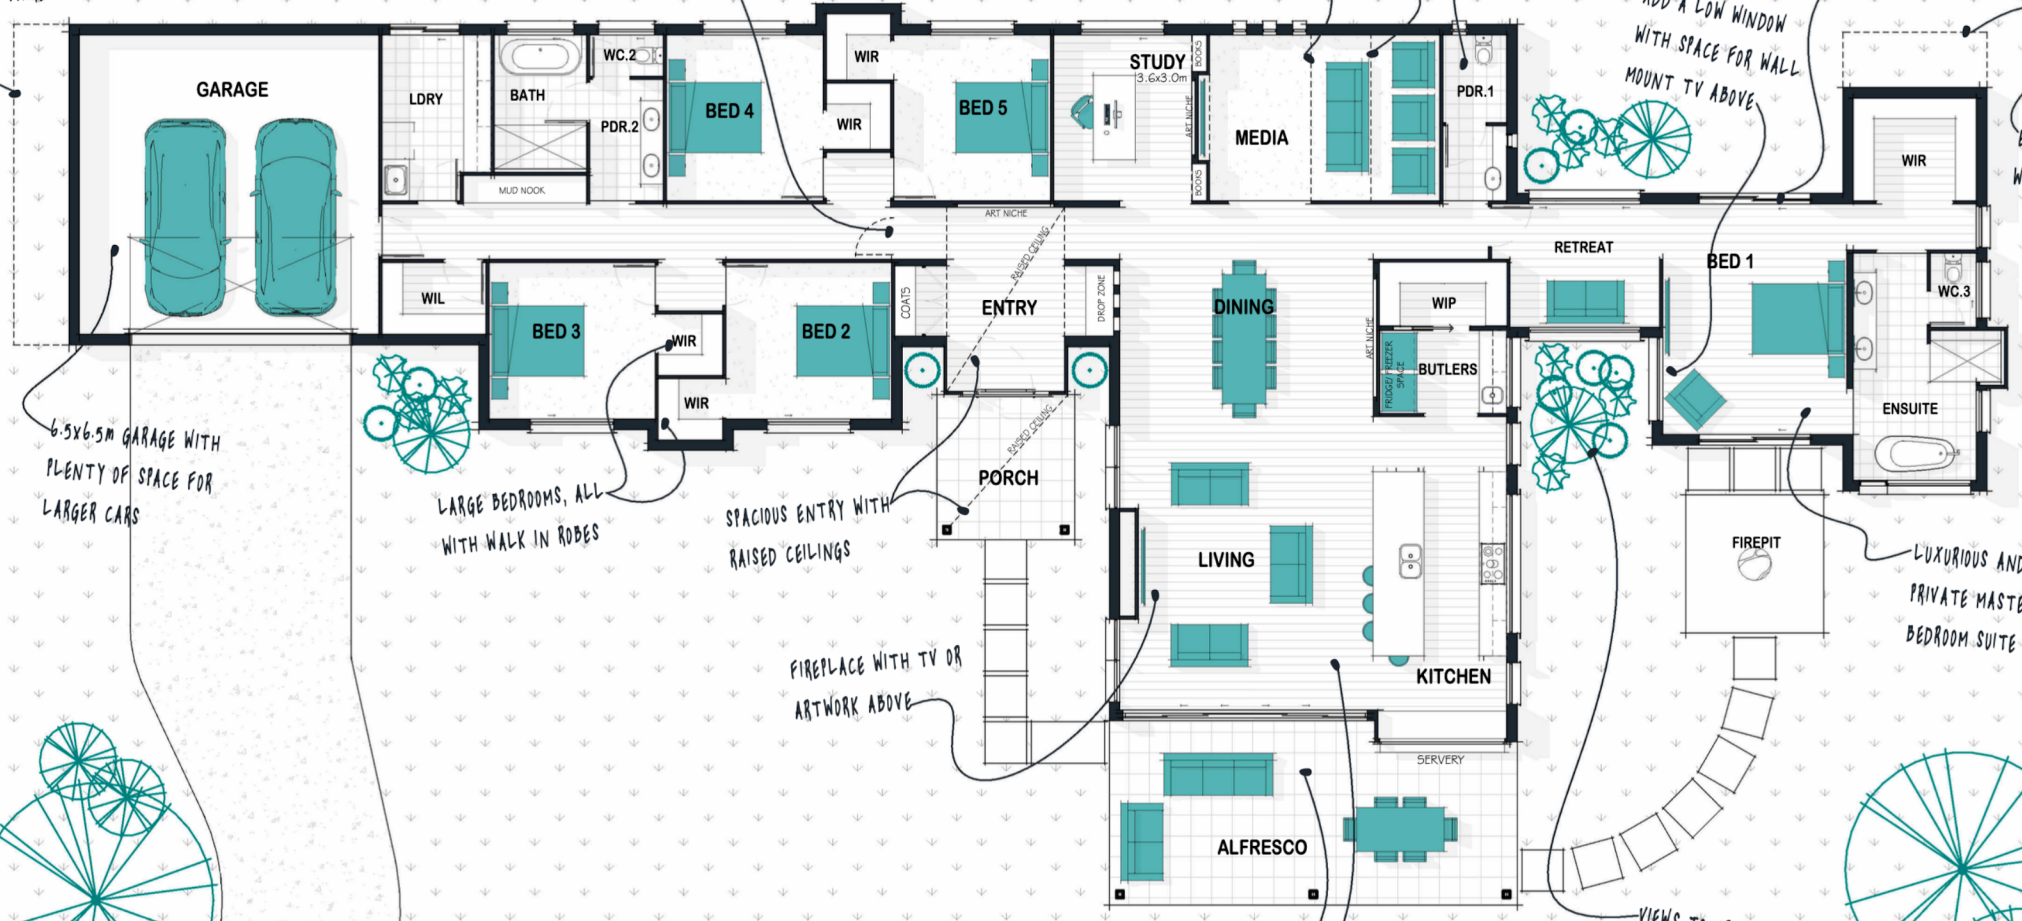 ADD A LOW WINDOW
WITH SPACE FOR WALL
MOUNT TV ABOVE
GARAGE
LDRY
BATH
WC.2
PDR.2
MUD NOOK
BED 4
WIR
WIR
BED 5
STUDY
3.6x3.0m
BOOKS
ART NICHE
BOOKS
MEDIA
PDR.1
WIR
ART NICHE
RAISED CEILING
RETREAT
BED 1
WC.3
WIL
BED 3
WIR
WIR
BED 2
COATS
ENTRY
DROP ZONE
DINING
ART NICHE
WIP
FRIDGE/FREEZER
SPACE
BUTLERS
ENSUITE
6.5x6.5m GARAGE WITH
PLENTY OF SPACE FOR
LARGER CARS
LARGE BEDROOMS, ALL
WITH WALK IN ROBES
SPACIOUS ENTRY WITH
RAISED CEILINGS
RAISED CEILING
PORCH
LIVING
KITCHEN
FIREPIT
LUXURIOUS AND
PRIVATE MASTE
BEDROOM SUITE
FIREPLACE WITH TV OR
ARTWORK ABOVE
SERVERY
ALFRESCO
VIEWS